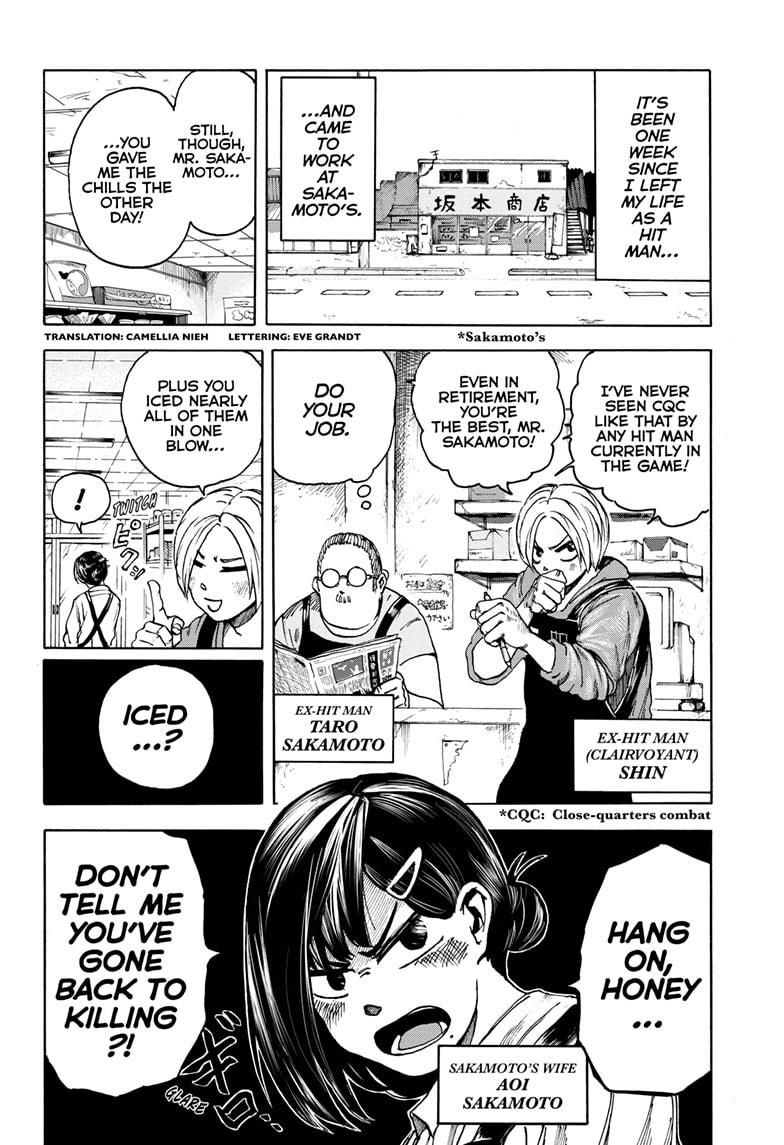 IT'S
BEEN
ONE
WEEK
SINCE
I LEFT
MY LIFE
AS A
HIT
MAN...
...AND
CAME
TO
WORK
AT
SAKA-
MOTO'S.
坂本商店
*Sakamoto's
STILL,
THOUGH,
MR. SAKA-
MOTO...
...YOU
GAVE
ME THE
CHILLS THE
OTHER
DAY!
TRANSLATION: CAMELLIA NIEH
LETTERING: EVE GRANDT
I'VE NEVER
SEEN CQC
LIKE THAT BY
ANY HIT MAN
CURRENTLY
IN THE
GAME!
EVEN IN
RETIREMENT,
YOU'RE
THE BEST, MR.
SAKAMOTO!
DO
YOUR
JOB.
EX-HIT MAN
(CLAIRVOYANT)
SHIN
EX-HIT MAN
TARO
SAKAMOTO
*CQC: Close-quarters combat
PLUS YOU
ICED NEARLY
ALL OF THEM
IN ONE
BLOW...
!
TWITCH
ピクッ
ICED
...?
HANG
ON,
HONEY
...
DON'T
TELL ME
YOU'VE
GONE
BACK TO
KILLING
?!
GLARE
SAKAMOTO'S WIFE
AOI
SAKAMOTO